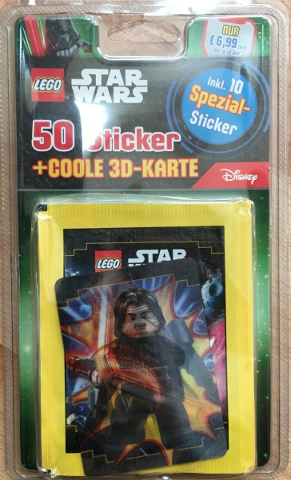 NUR
€6,99
LEGO STAR WARS
Inkl. 10
Spezial-
Sticker
50 Sticker
+COOLE 3D-KARTE
Disney
LEGO STAR